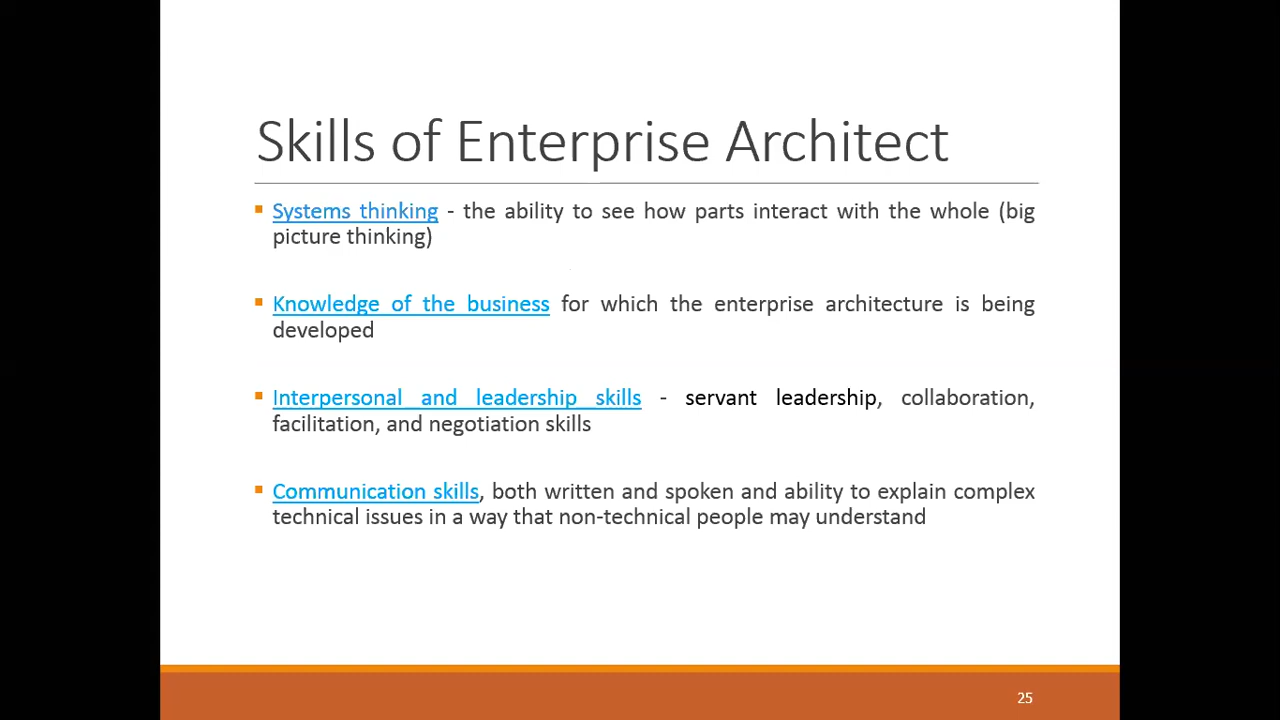 Skills of Enterprise Architect
Systems thinking - the ability to see how parts interact with the whole (big
picture thinking)
Knowledge of the business for which the enterprise architecture is being
developed
Interpersonal and leadership skills - servant leadership, collaboration,
facilitation, and negotiation skills
Communication skills, both written and spoken and ability to explain complex
technical issues in a way that non-technical people may understand
25